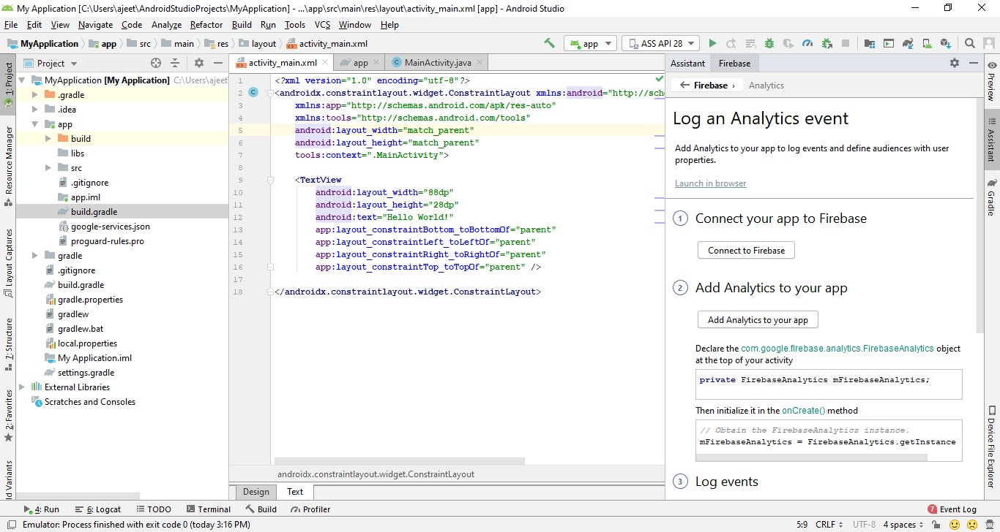 My Application [C:\Users\ajeet\AndroidStudioProjects\MyApplication] - ...\app\src\main\res\layout\activity_main.xml [app] - Android Studio
File Edit View Navigate Code Analyze Refactor Build Run Tools VCS Window Help
MyApplication app src main res layout activity_main.xml app ASS API 28
1: Project
Resource Manager
Layout Captures
7: Structure
2: Favorites
ld Variants
Project
MyApplication [My Application] C:\Users\ajeet
.gradle
.idea
app
build
libs
src
.gitignore
app.iml
build.gradle
google-services.json
proguard-rules.pro
gradle
.gitignore
build.gradle
gradle.properties
gradlew
gradlew.bat
local.properties
My Application.iml
settings.gradle
External Libraries
Scratches and Consoles
activity_main.xml app MainActivity.java
1 <?xml version="1.0" encoding="utf-8"?>
2 <androidx.constraintlayout.widget.ConstraintLayout xmlns:android="http://sch
3 xmlns:app="http://schemas.android.com/apk/res-auto"
4 xmlns:tools="http://schemas.android.com/tools"
5 android:layout_width="match_parent"
6 android:layout_height="match_parent"
7 tools:context=".MainActivity">
8
9 <TextView
10 android:layout_width="88dp"
11 android:layout_height="28dp"
12 android:text="Hello World!"
13 app:layout_constraintBottom_toBottomOf="parent"
14 app:layout_constraintLeft_toLeftOf="parent"
15 app:layout_constraintRight_toRightOf="parent"
16 app:layout_constraintTop_toTopOf="parent" />
17
18 </androidx.constraintlayout.widget.ConstraintLayout>
androidx.constraintlayout.widget.ConstraintLayout
Design Text
Assistant Firebase
← Firebase › Analytics
Log an Analytics event
Add Analytics to your app to log events and define audiences with user
properties.
Launch in browser
1 Connect your app to Firebase
Connect to Firebase
2 Add Analytics to your app
Add Analytics to your app
Declare the com.google.firebase.analytics.FirebaseAnalytics object
at the top of your activity
private FirebaseAnalytics mFirebaseAnalytics;
Then initialize it in the onCreate() method
// Obtain the FirebaseAnalytics instance.
mFirebaseAnalytics = FirebaseAnalytics.getInstance
3 Log events
Preview
Assistant
Gradle
Device File Explorer
4: Run 6: Logcat TODO Terminal Build Profiler 7 Event Log
Emulator: Process finished with exit code 0 (today 3:16 PM) 5:9 CRLF UTF-8 4 spaces